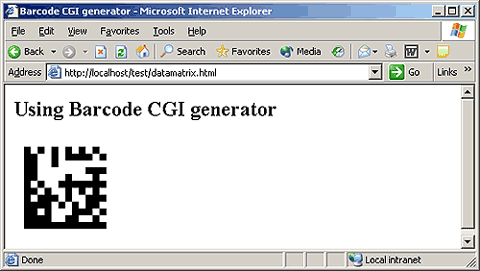 Barcode CGI generator - Microsoft Internet Explorer
File Edit View Favorites Tools Help
Back Search Favorites Media
Address http://localhost/test/datamatrix.html Go Links »
Using Barcode CGI generator
Done Local intranet